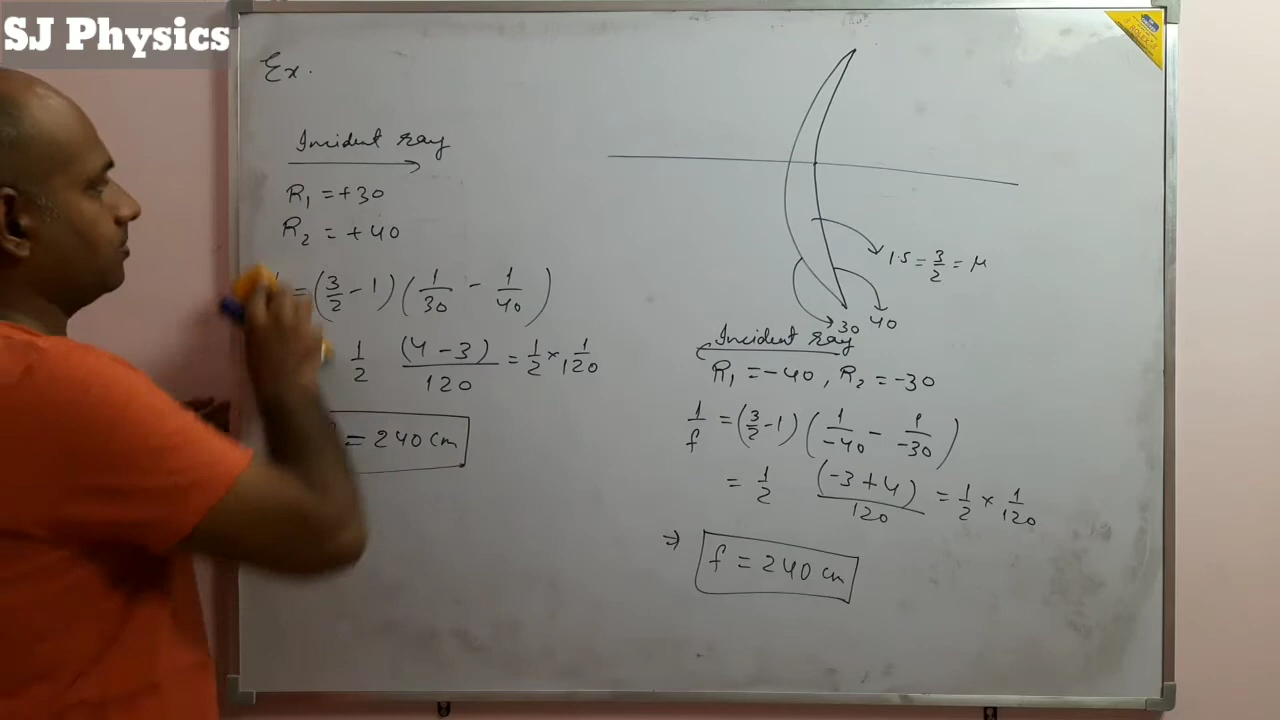 SJ Physics
Ex.
Incident ray
R₁ = +30
R₂ = +40
= (3/2 - 1) (1/30 - 1/40)
1/2 (4 - 3)/120 = 1/2 × 1/120
= 240 cm
1.5 = 3/2 = μ
30 40
Incident ray
R₁ = -40, R₂ = -30
1/f = (3/2 - 1) (1/-40 - 1/-30)
= 1/2 (-3 + 4)/120 = 1/2 × 1/120
⇒ f = 240 cm